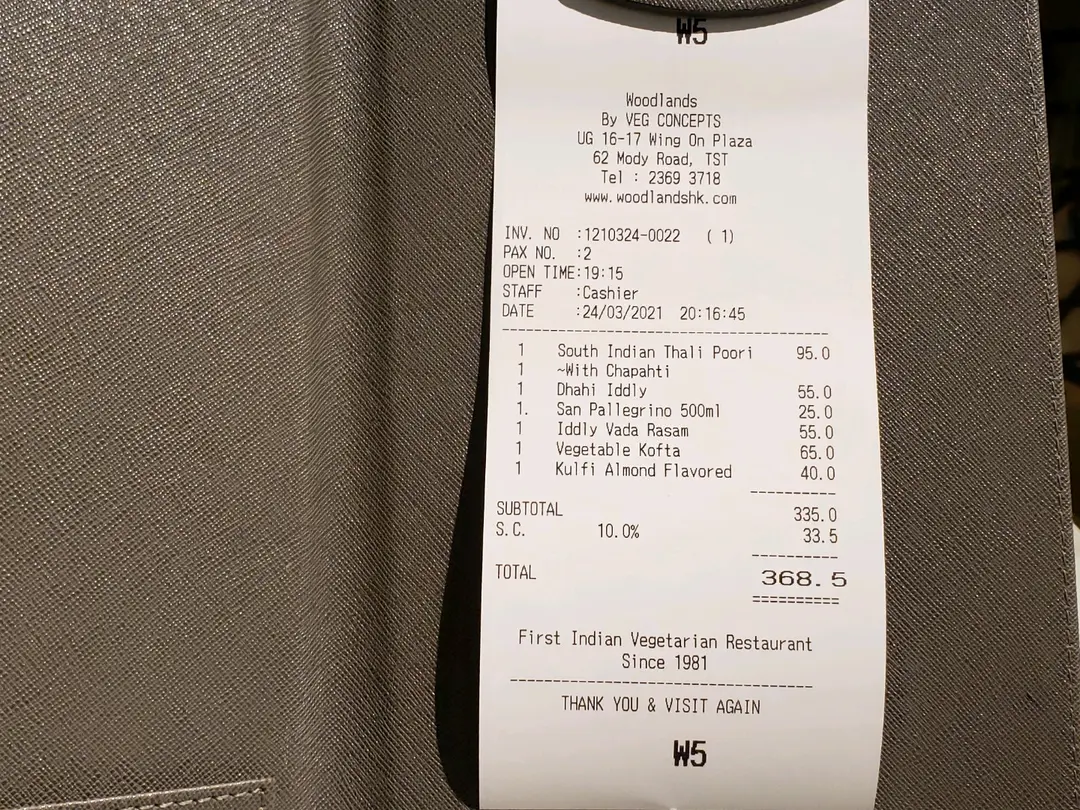 W5
Woodlands
By VEG CONCEPTS
UG 16-17 Wing On Plaza
62 Mody Road, TST
Tel : 2369 3718
www.woodlandshk.com
INV. NO :1210324-0022 ( 1)
PAX NO. :2
OPEN TIME:19:15
STAFF :Cashier
DATE :24/03/2021 20:16:45
1 South Indian Thali Poori 95.0
1 ~With Chapahti
1 Dhahi Iddly 55.0
1. San Pallegrino 500ml 25.0
1 Iddly Vada Rasam 55.0
1 Vegetable Kofta 65.0
1 Kulfi Almond Flavored 40.0
SUBTOTAL 335.0
S.C. 10.0% 33.5
TOTAL 368.5
First Indian Vegetarian Restaurant
Since 1981
THANK YOU & VISIT AGAIN
W5